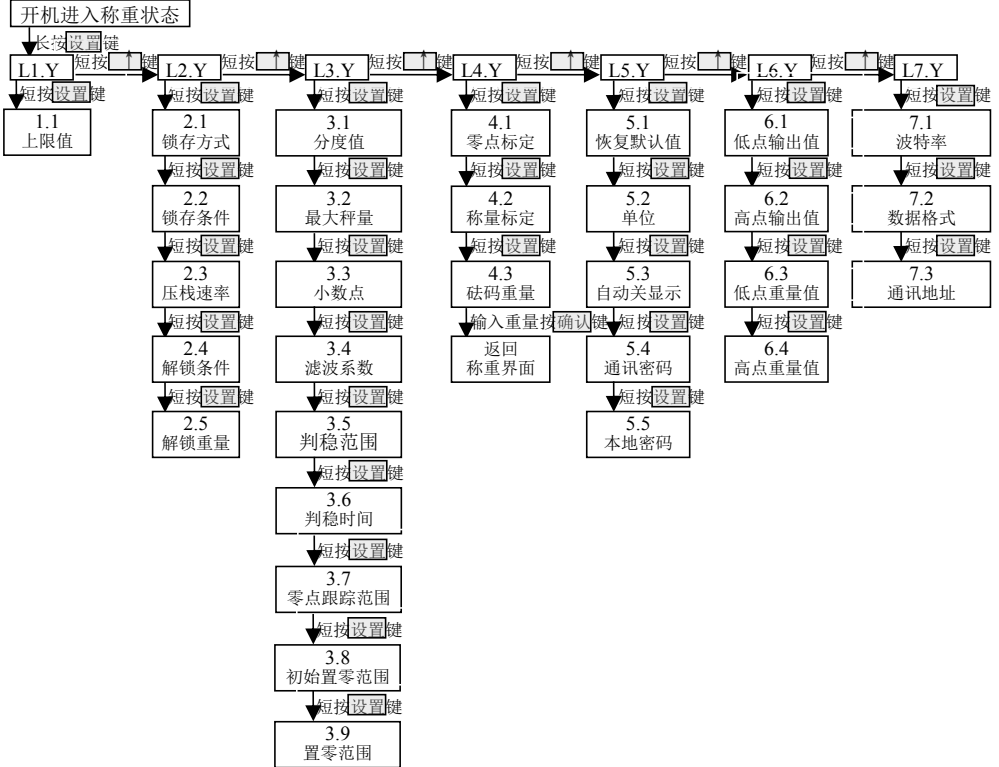 开机进入称重状态
长按设置键
L1.Y 短按↑键 L2.Y 短按↑键 L3.Y 短按↑键 L4.Y 短按↑键 L5.Y 短按↑键 L6.Y 短按↑键 L7.Y
短按设置键 短按设置键 短按设置键 短按设置键 短按设置键 短按设置键 短按设置键
1.1 2.1 3.1 4.1 5.1 6.1 7.1
上限值 锁存方式 分度值 零点标定 恢复默认值 低点输出值 波特率
短按设置键 短按设置键 短按设置键 短按设置键 短按设置键 短按设置键
2.2 3.2 4.2 5.2 6.2 7.2
锁存条件 最大秤量 称量标定 单位 高点输出值 数据格式
短按设置键 短按设置键 短按设置键 短按设置键 短按设置键 短按设置键
2.3 3.3 4.3 5.3 6.3 7.3
压栈速率 小数点 砝码重量 自动关显示 低点重量值 通讯地址
短按设置键 短按设置键 输入重量按确认键 短按设置键 短按设置键
2.4 3.4 返回 5.4 6.4
解锁条件 滤波系数 称重界面 通讯密码 高点重量值
短按设置键 短按设置键 短按设置键
2.5 3.5 5.5
解锁重量 判稳范围 本地密码
短按设置键
3.6
判稳时间
短按设置键
3.7
零点跟踪范围
短按设置键
3.8
初始置零范围
短按设置键
3.9
置零范围